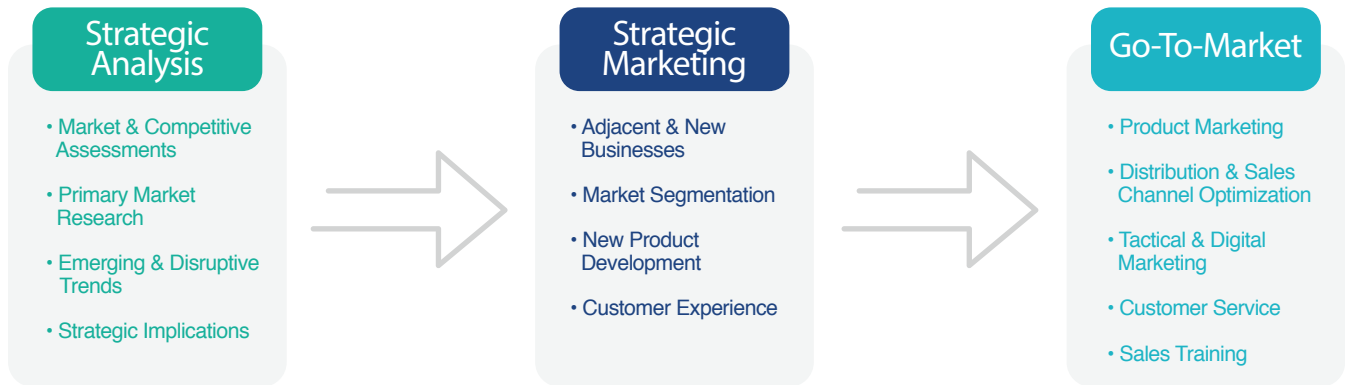 Strategic
Analysis
• Market & Competitive
Assessments
• Primary Market
Research
• Emerging & Disruptive
Trends
• Strategic Implications
Strategic
Marketing
• Adjacent & New
Businesses
• Market Segmentation
• New Product
Development
• Customer Experience
Go-To-Market
• Product Marketing
• Distribution & Sales
Channel Optimization
• Tactical & Digital
Marketing
• Customer Service
• Sales Training